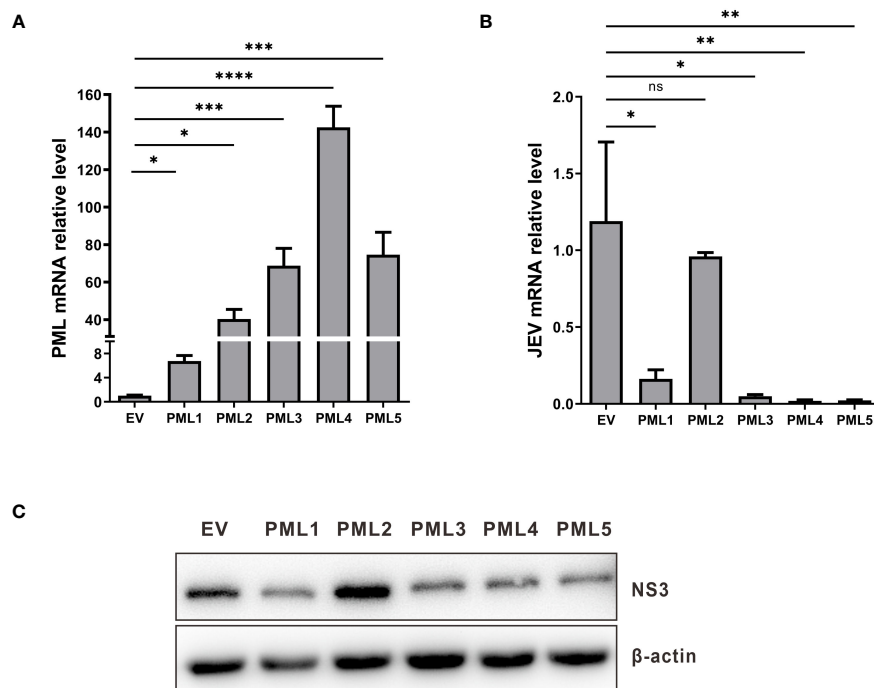 A
***
****
***
*
*
PML mRNA relative level
160
140
120
100
80
60
40
8
4
0
EV PML1 PML2 PML3 PML4 PML5
B
**
**
*
ns
*
JEV mRNA relative level
2.0
1.5
1.0
0.5
0.0
EV PML1 PML2 PML3 PML4 PML5
C
EV PML1 PML2 PML3 PML4 PML5
NS3
β-actin